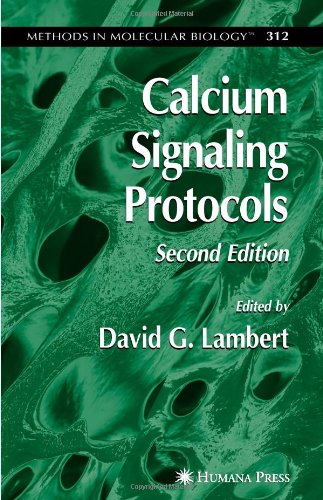 METHODS IN MOLECULAR BIOLOGY™ 312
Calcium
Signaling
Protocols
Second Edition
Edited by
David G. Lambert
HUMANA PRESS